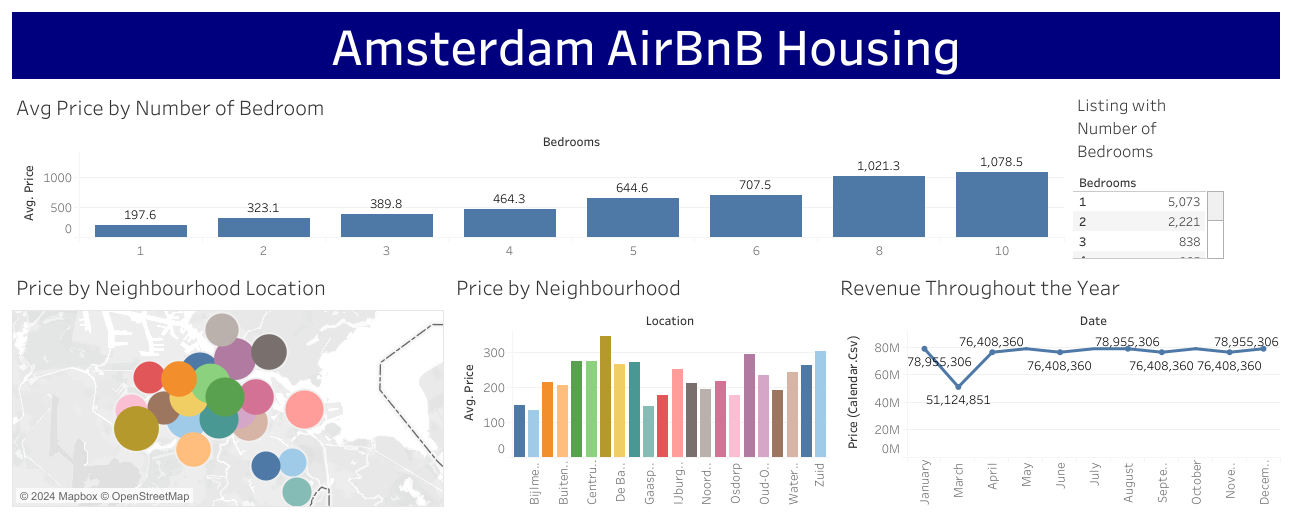 Amsterdam AirBnB Housing
Avg Price by Number of Bedroom
Bedrooms
Avg. Price
1000
500
0
197.6
323.1
389.8
464.3
644.6
707.5
1,021.3
1,078.5
1 2 3 4 5 6 8 10
Listing with
Number of
Bedrooms
Bedrooms
1 5,073
2 2,221
3 838
Price by Neighbourhood Location
© 2024 Mapbox © OpenStreetMap
Price by Neighbourhood
Location
Avg. Price
300
200
100
0
Bijlme..
Buiten..
Centru..
De Ba..
Gaasp..
IJburg..
Noord..
Osdorp
Oud-O..
Water..
Zuid
Revenue Throughout the Year
Date
Price (Calendar.Csv)
80M
60M
40M
20M
0M
78,955,306
51,124,851
76,408,360
76,408,360
78,955,306
76,408,360
76,408,360
78,955,306
January
March
April
May
June
July
August
Septe..
October
Nove..
Decem..